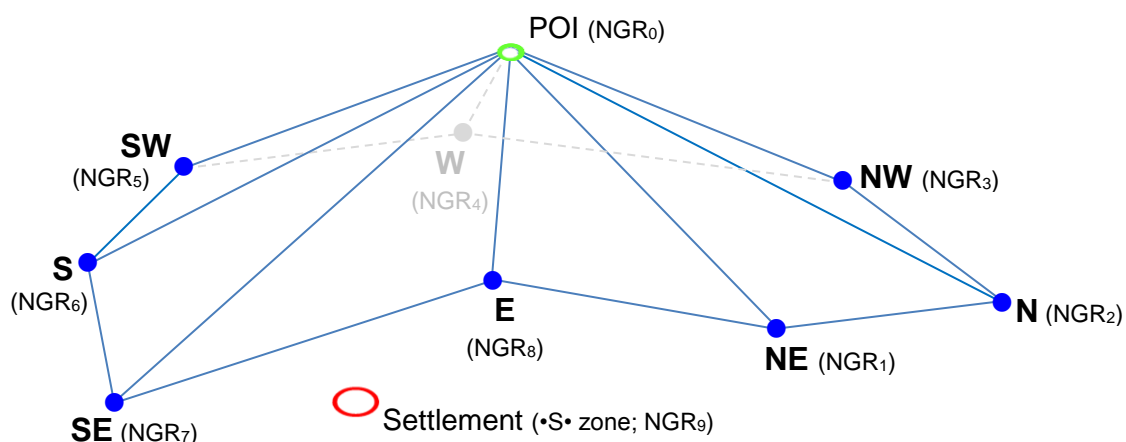 POI (NGR₀)
SW
(NGR₅)
W
(NGR₄)
NW (NGR₃)
S
(NGR₆)
E
(NGR₈)
N (NGR₂)
NE (NGR₁)
SE (NGR₇)
Settlement (•S• zone; NGR₉)